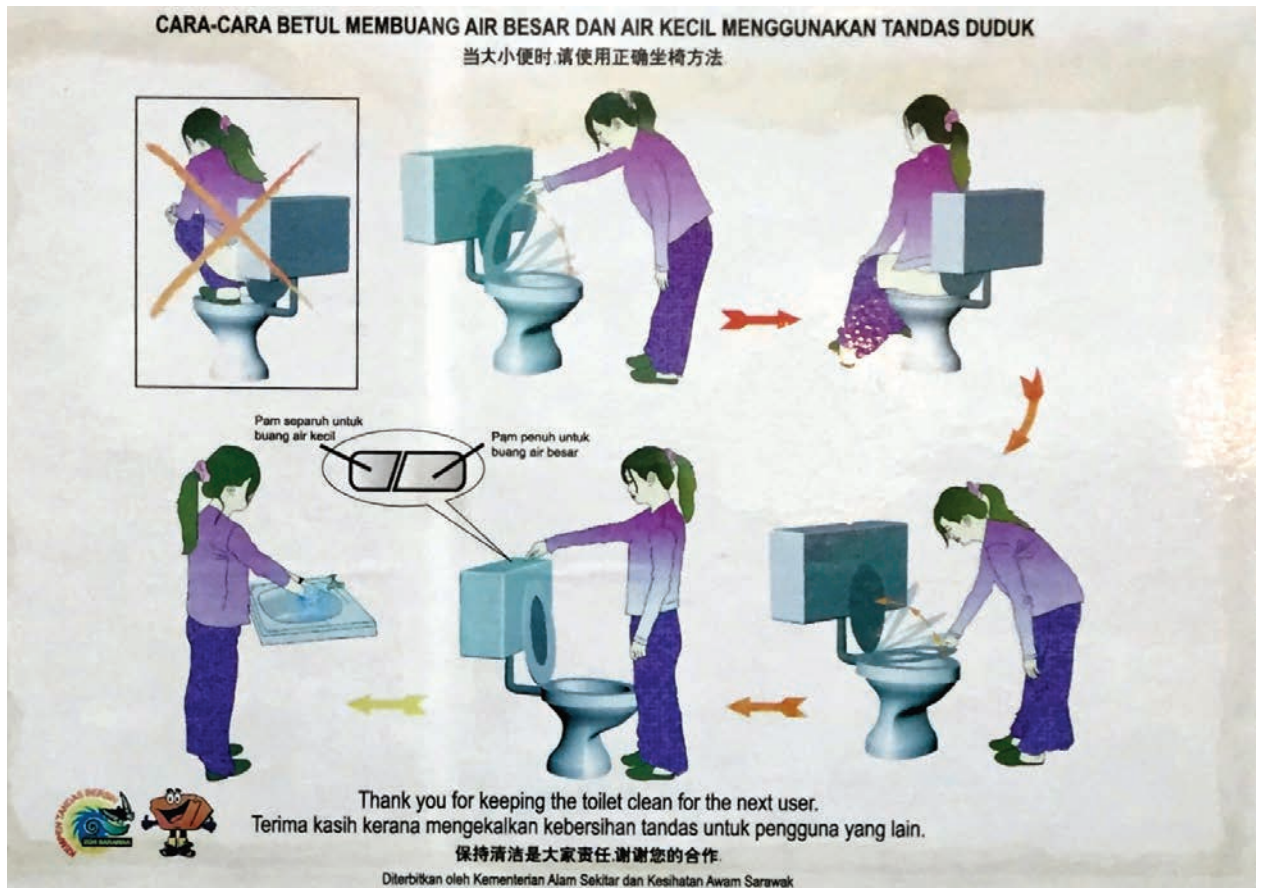 CARA-CARA BETUL MEMBUANG AIR BESAR DAN AIR KECIL MENGGUNAKAN TANDAS DUDUK
当大小便时,请使用正确坐椅方法.
Pam separuh untuk
buang air kecil
Pam penuh untuk
buang air besar
KEMPEN TANDAS BERSIH
Thank you for keeping the toilet clean for the next user.
Terima kasih kerana mengekalkan kebersihan tandas untuk pengguna yang lain.
保持清洁是大家责任,谢谢您的合作.
Diterbitkan oleh Kementerian Alam Sekitar dan Kesihatan Awam Sarawak